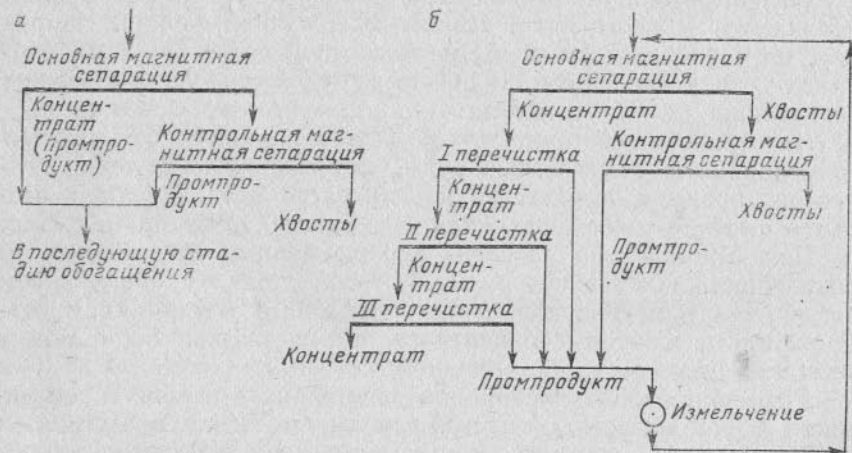 а
Основная магнитная
сепарация
Концен-
трат
(промпро-
дукт)
Контрольная маг-
нитная сепарация
Промпро-
дукт
Хвосты
В последующую ста-
дию обогащения
б
Основная магнитная
сепарация
Концентрат
Хвосты
Контрольная маг-
нитная сепарация
I перечистка
Концен-
трат
Хвосты
II перечистка
Промпро-
дукт
Концен-
трат
III перечистка
Концентрат
Промпродукт
Измельчение